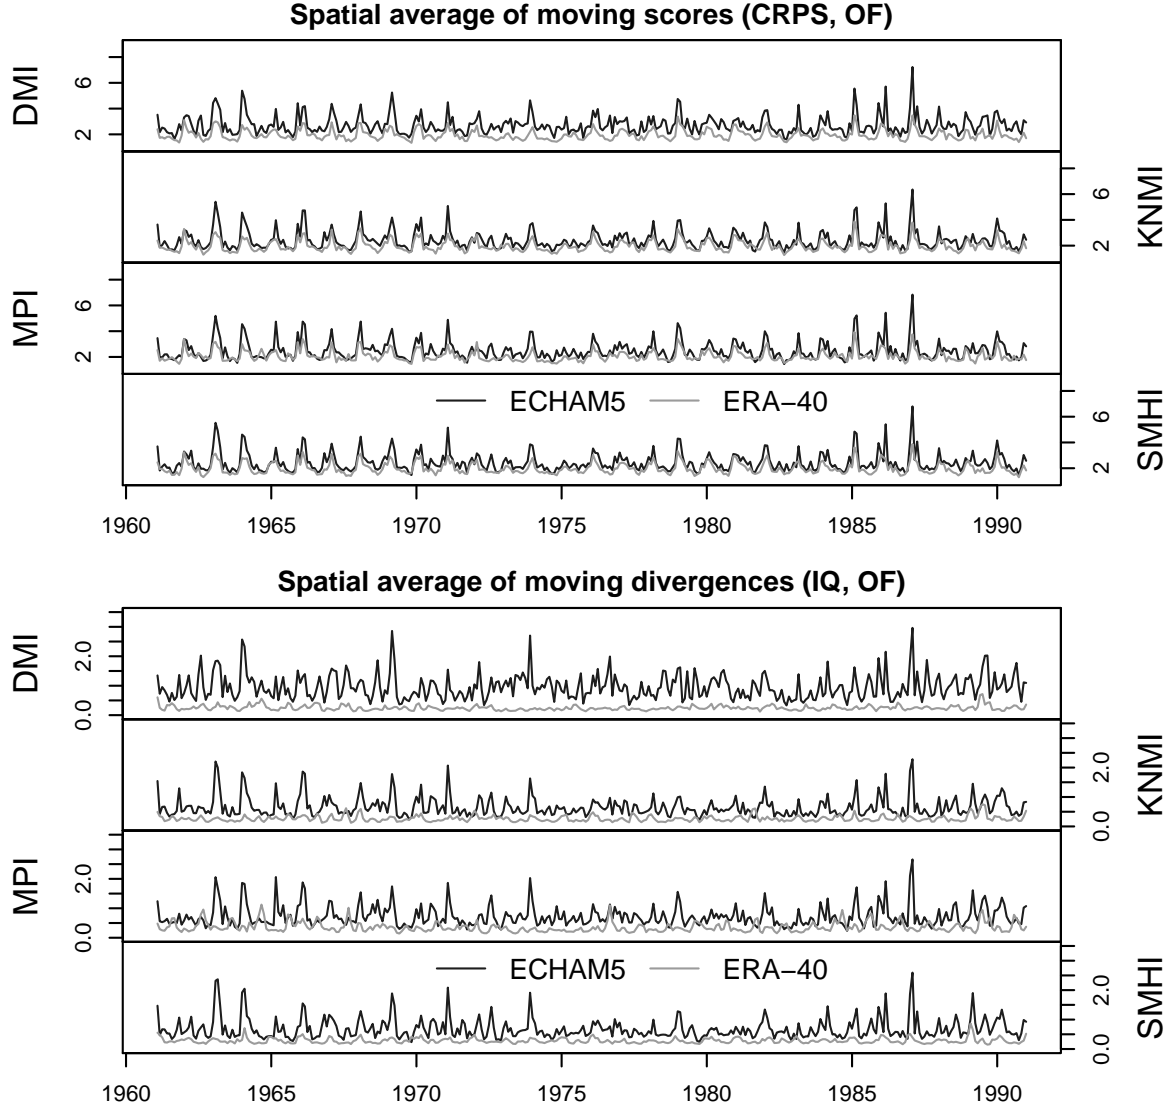 Spatial average of moving scores (CRPS, OF)
DMI
2 6
KNMI
2 6
MPI
2 6
SMHI
2 6
ECHAM5 ERA−40
1960 1965 1970 1975 1980 1985 1990
Spatial average of moving divergences (IQ, OF)
DMI
0.0 2.0
KNMI
0.0 2.0
MPI
0.0 2.0
SMHI
0.0 2.0
ECHAM5 ERA−40
1960 1965 1970 1975 1980 1985 1990